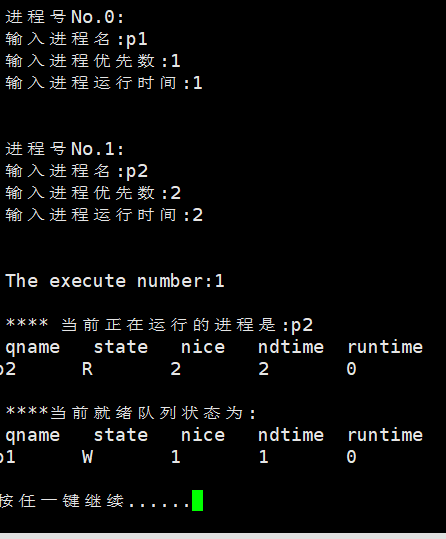 进程号No.0:
输入进程名:p1
输入进程优先数:1
输入进程运行时间:1
进程号No.1:
输入进程名:p2
输入进程优先数:2
输入进程运行时间:2
The execute number:1
**** 当前正在运行的进程是:p2
qname state nice ndtime runtime
p2 R 2 2 0
****当前就绪队列状态为:
qname state nice ndtime runtime
p1 W 1 1 0
按任一键继续......